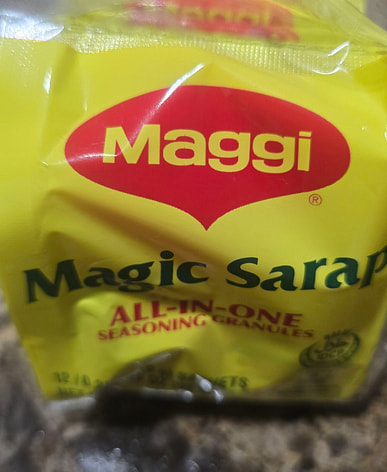 Maggi
®
Magic Sarap
ALL-IN-ONE
SEASONING GRANULES